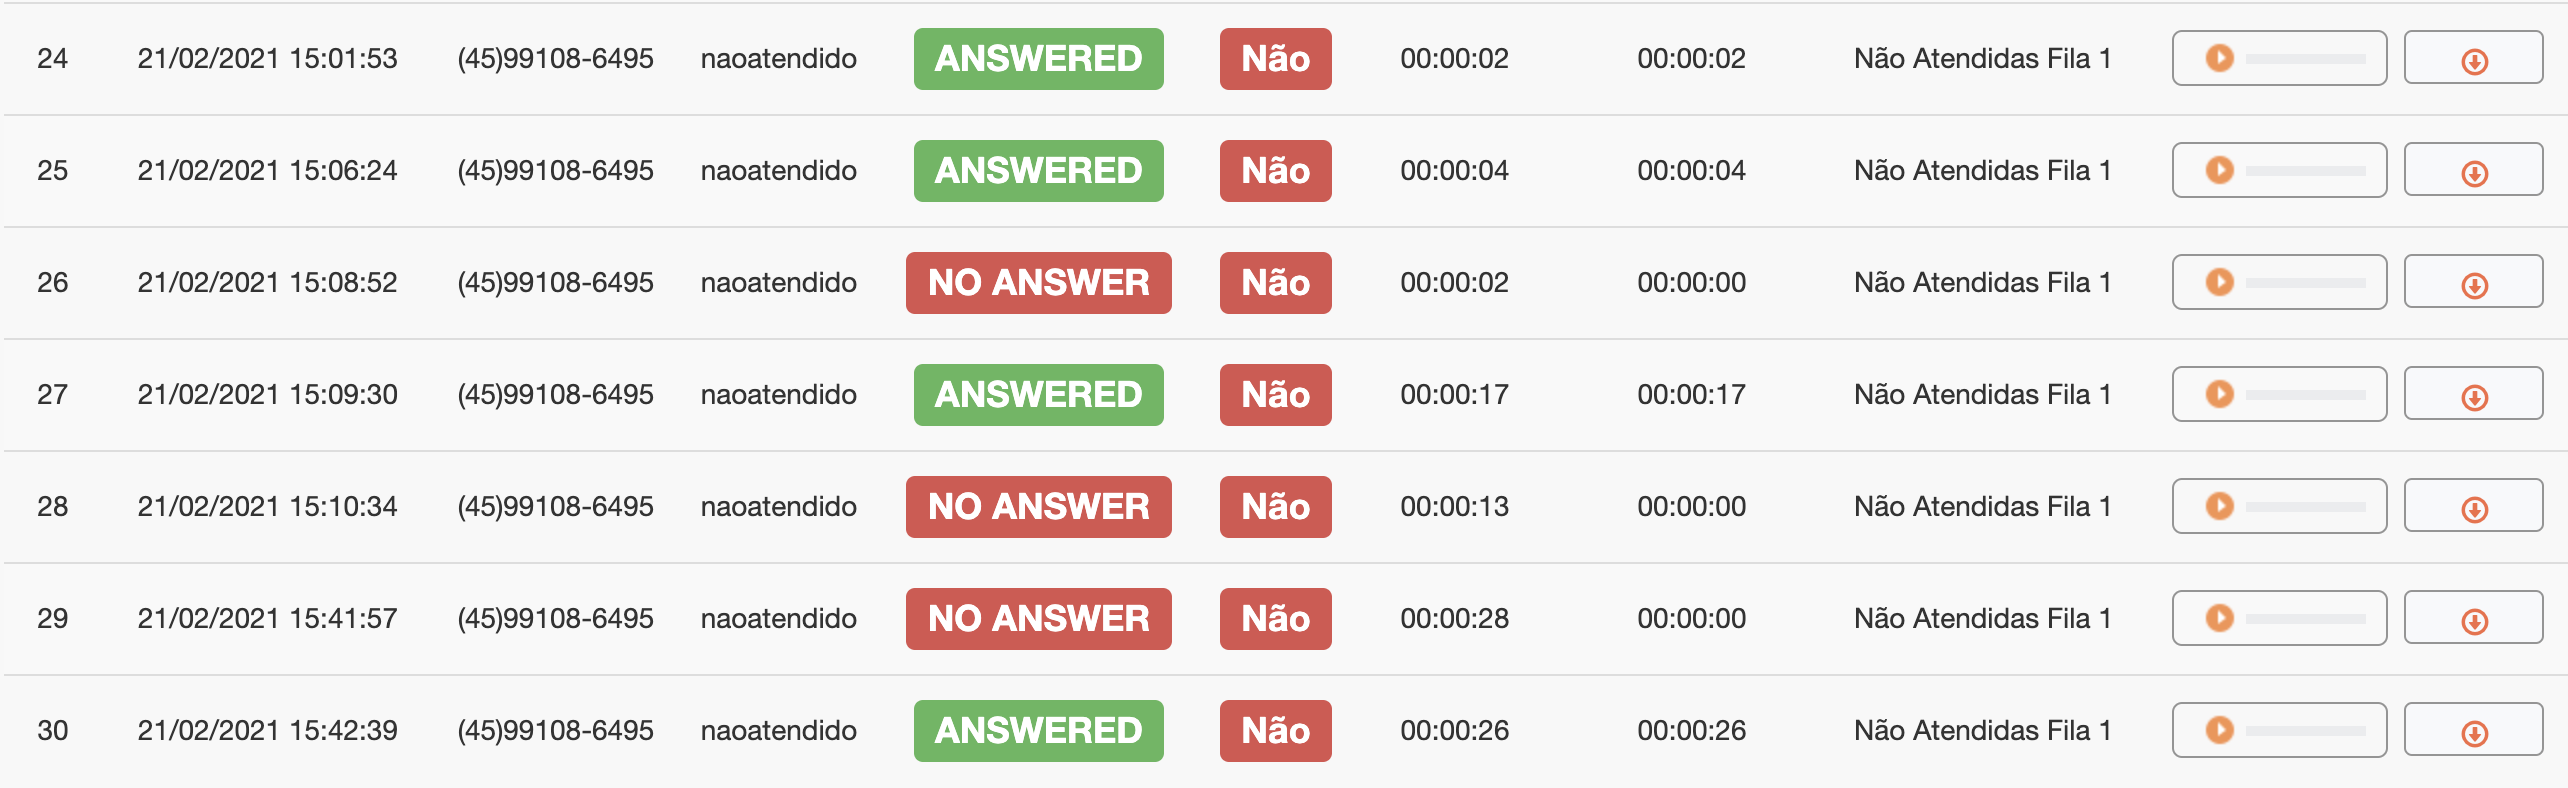 24 21/02/2021 15:01:53 (45)99108-6495 naoatendido ANSWERED Não 00:00:02 00:00:02 Não Atendidas Fila 1
25 21/02/2021 15:06:24 (45)99108-6495 naoatendido ANSWERED Não 00:00:04 00:00:04 Não Atendidas Fila 1
26 21/02/2021 15:08:52 (45)99108-6495 naoatendido NO ANSWER Não 00:00:02 00:00:00 Não Atendidas Fila 1
27 21/02/2021 15:09:30 (45)99108-6495 naoatendido ANSWERED Não 00:00:17 00:00:17 Não Atendidas Fila 1
28 21/02/2021 15:10:34 (45)99108-6495 naoatendido NO ANSWER Não 00:00:13 00:00:00 Não Atendidas Fila 1
29 21/02/2021 15:41:57 (45)99108-6495 naoatendido NO ANSWER Não 00:00:28 00:00:00 Não Atendidas Fila 1
30 21/02/2021 15:42:39 (45)99108-6495 naoatendido ANSWERED Não 00:00:26 00:00:26 Não Atendidas Fila 1